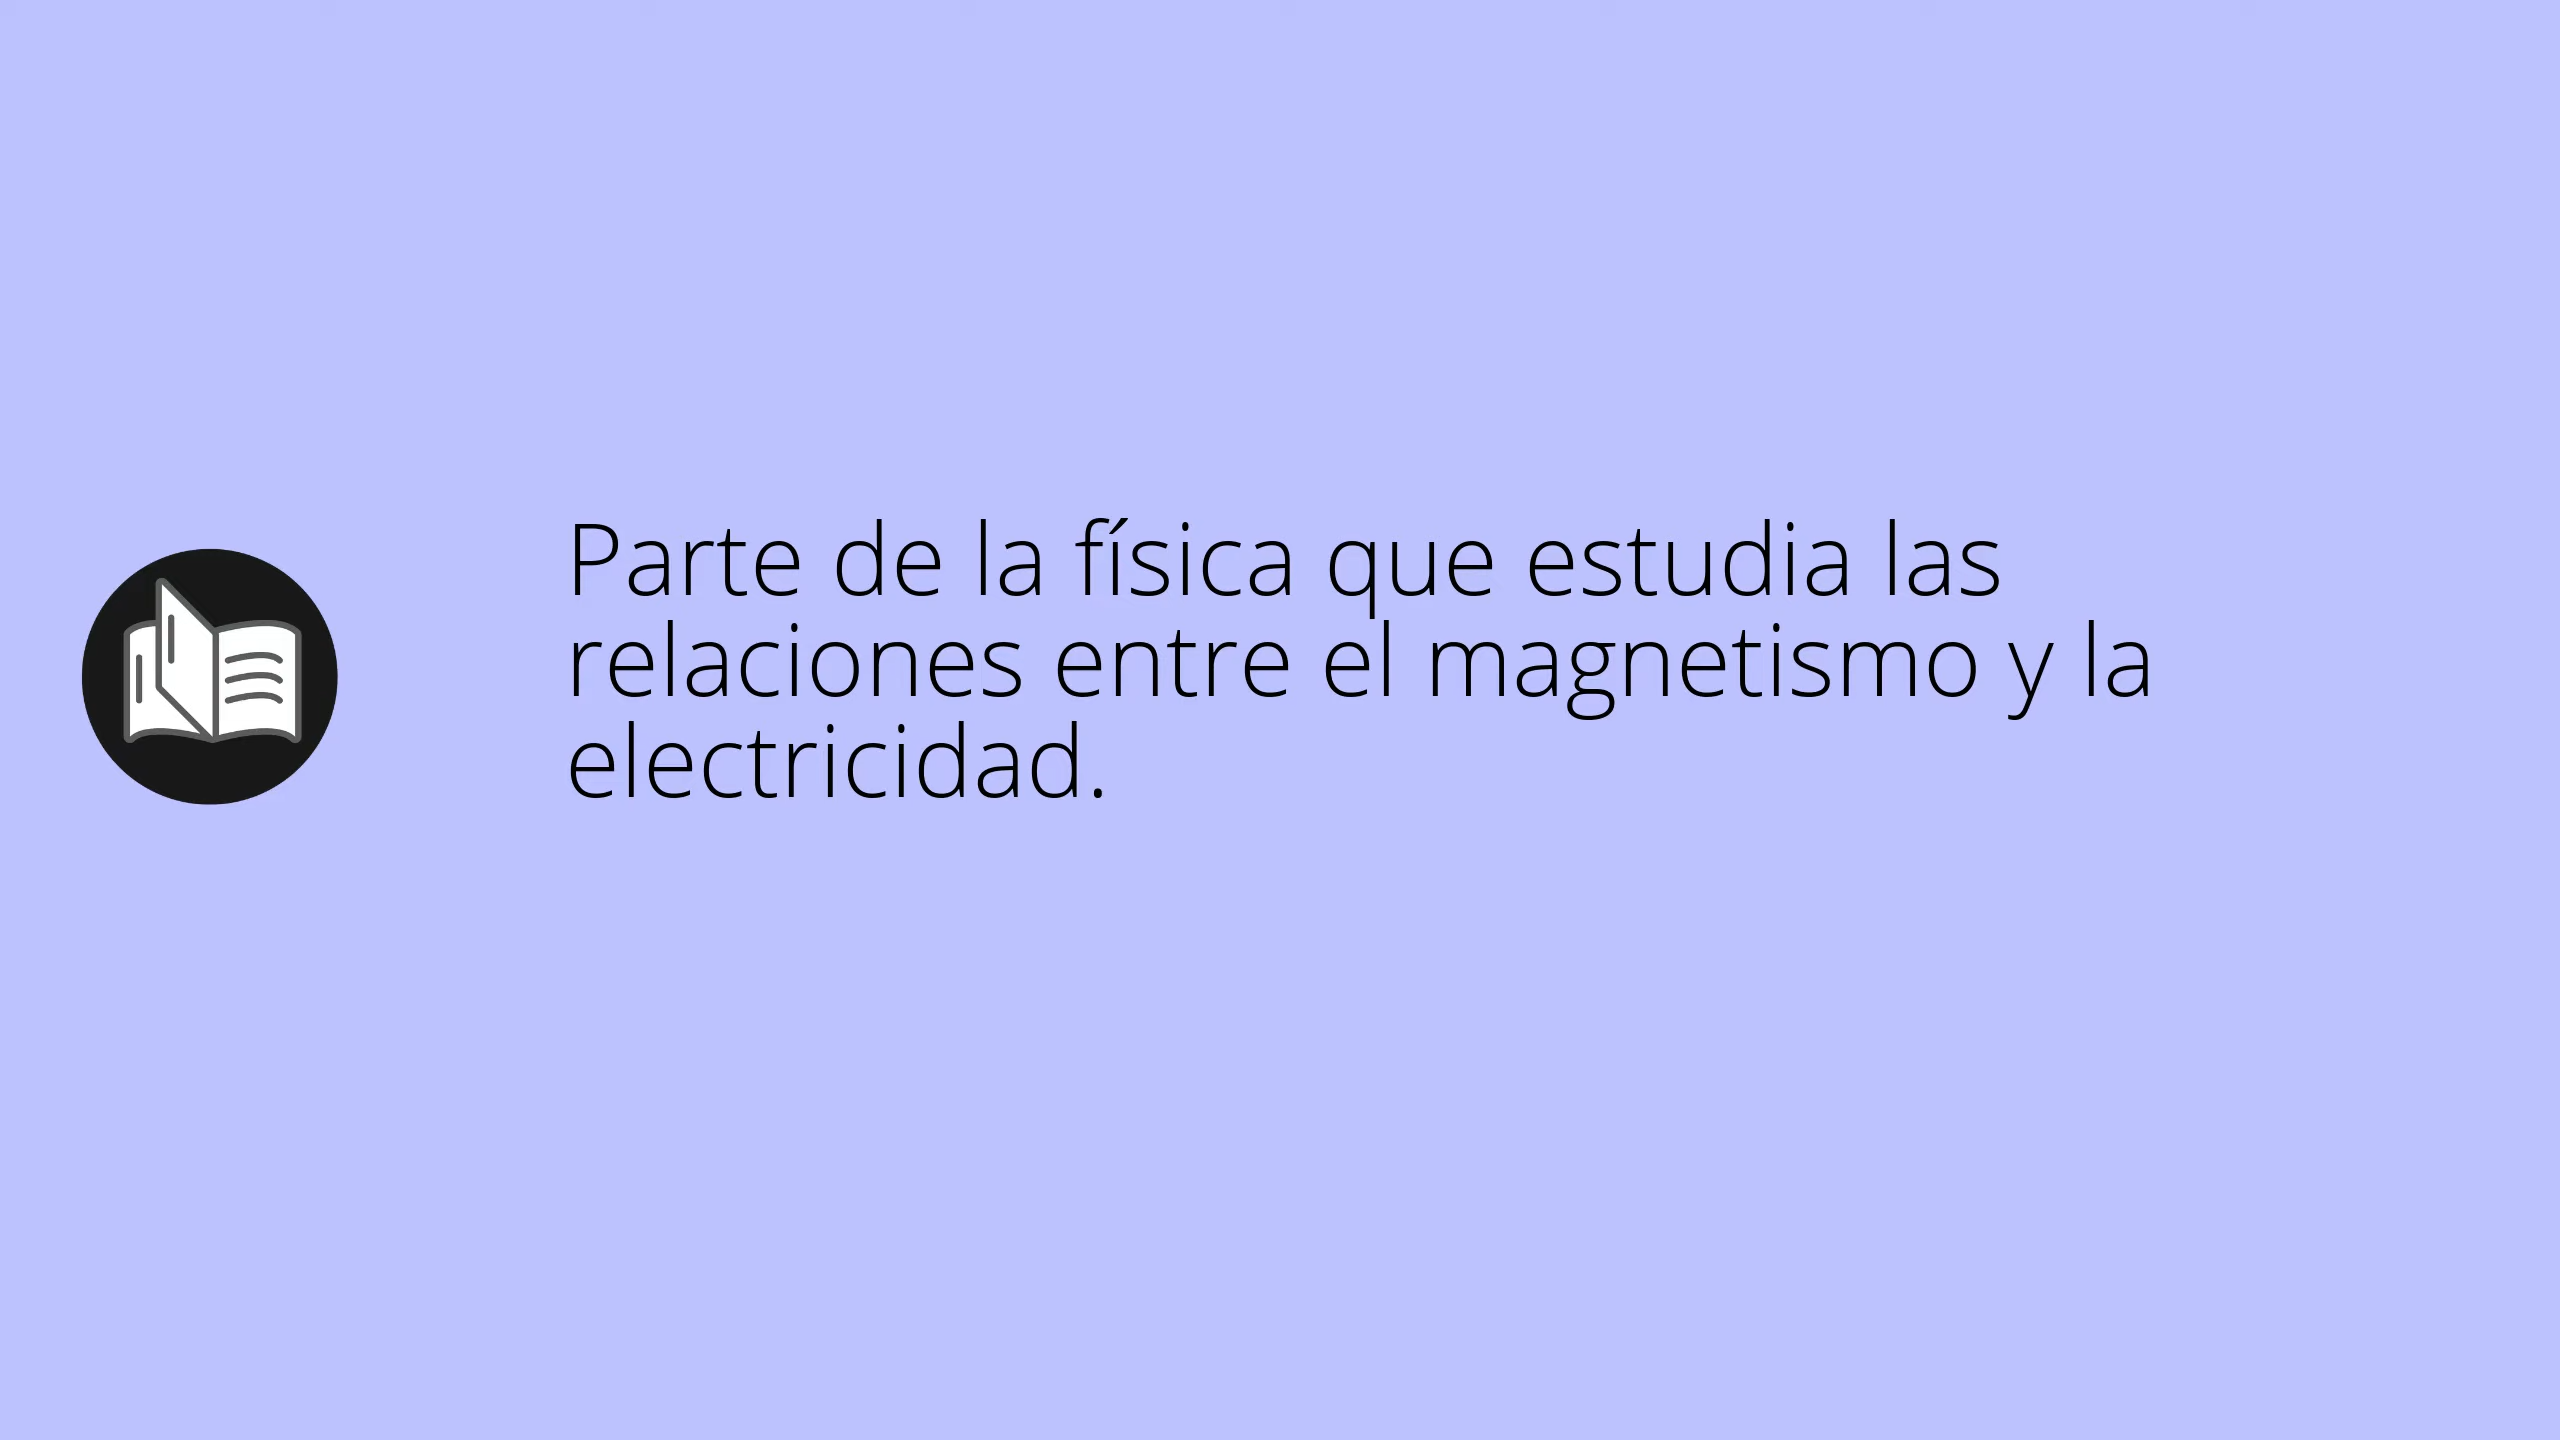 Parte de la física que estudia las
relaciones entre el magnetismo y la
electricidad.